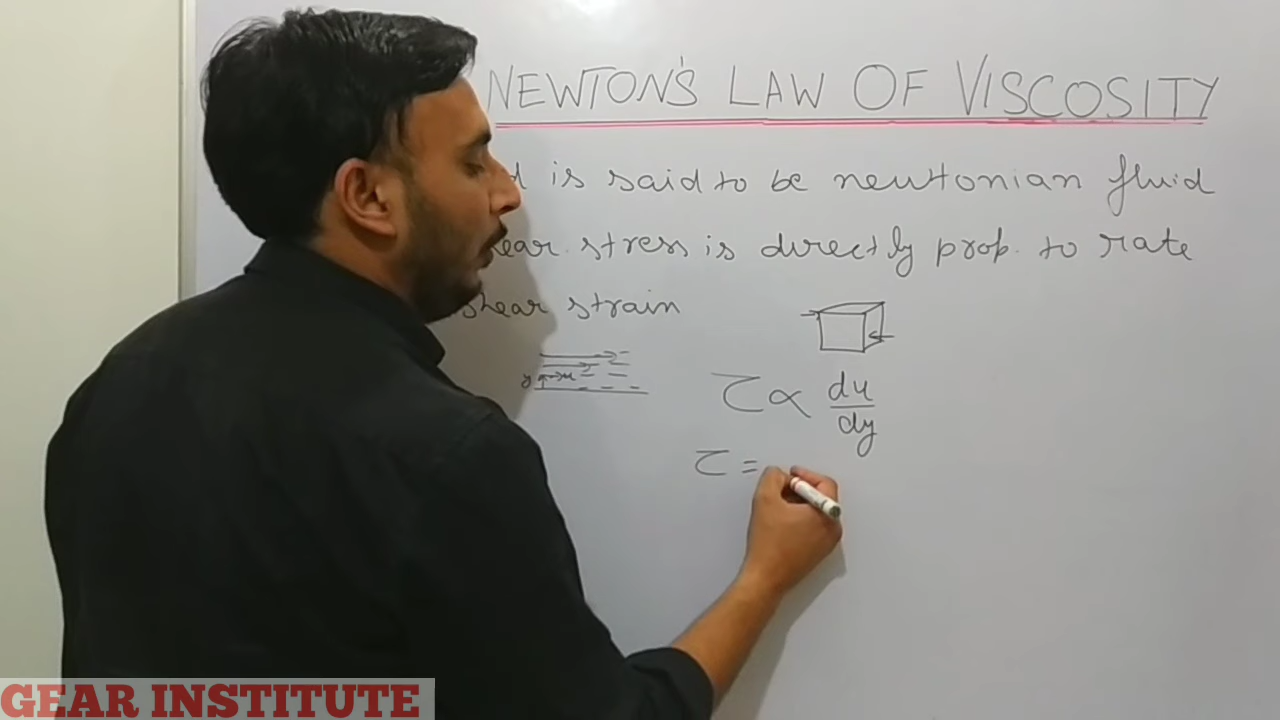 NEWTON'S LAW OF VISCOSITY
is said to be newtonian fluid
stress is directly prop. to rate
shear strain
y u
τ ∝ du/dy
τ =
GEAR INSTITUTE